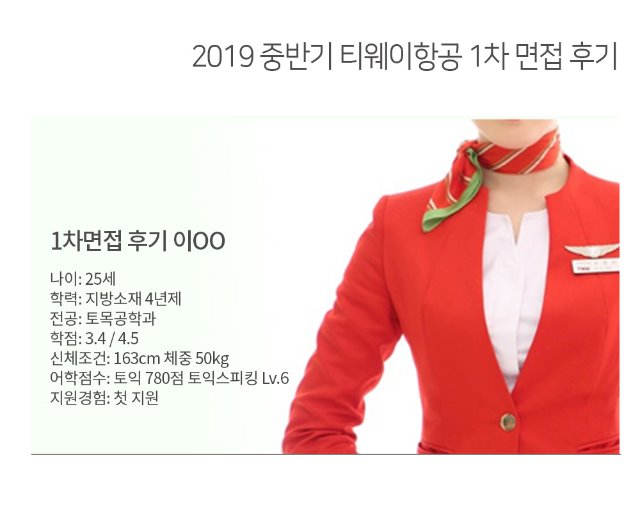 2019 중반기 티웨이항공 1차 면접 후기
1차면접 후기 이OO
나이: 25세
학력: 지방소재 4년제
전공: 토목공학과
학점: 3.4 / 4.5
신체조건: 163cm 체중 50kg
어학점수: 토익 780점 토익스피킹 Lv.6
지원경험: 첫 지원